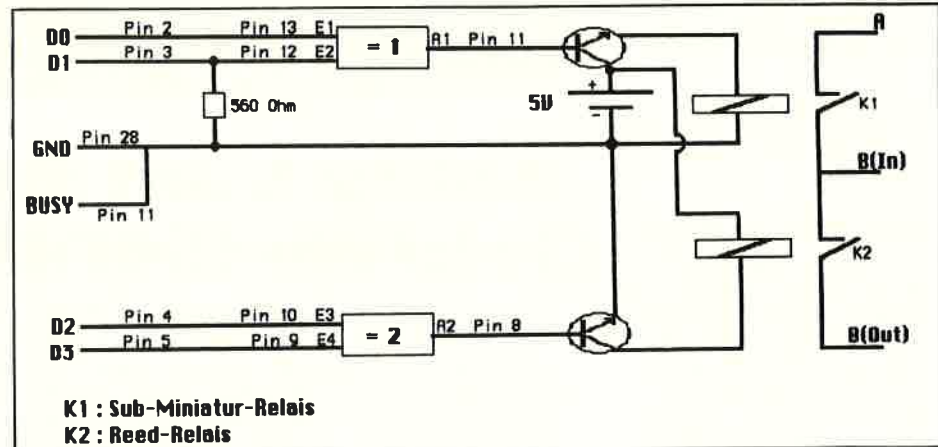 D0 Pin 2 Pin 13 E1
D1 Pin 3 Pin 12 E2
= 1
A1 Pin 11
560 Ohm
5V
+
-
GND Pin 28
BUSY Pin 11
D2 Pin 4 Pin 10 E3
D3 Pin 5 Pin 9 E4
= 2
A2 Pin 8
A
K1
B(In)
K2
B(Out)
K1 : Sub-Miniatur-Relais
K2 : Reed-Relais